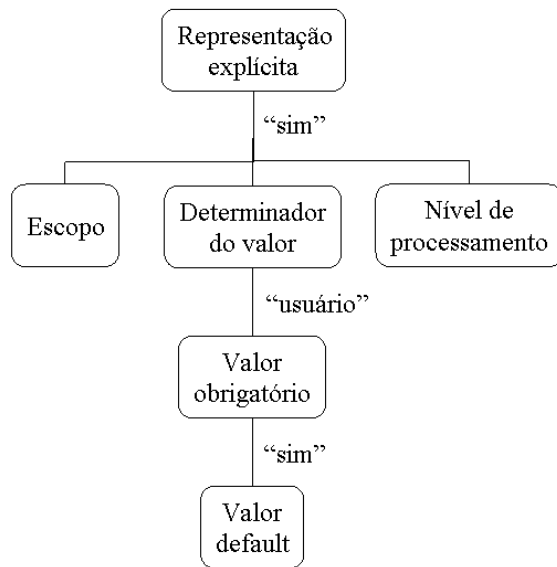 Representação
explícita
“sim”
Escopo
Determinador
do valor
Nível de
processamento
“usuário”
Valor
obrigatório
“sim”
Valor
default